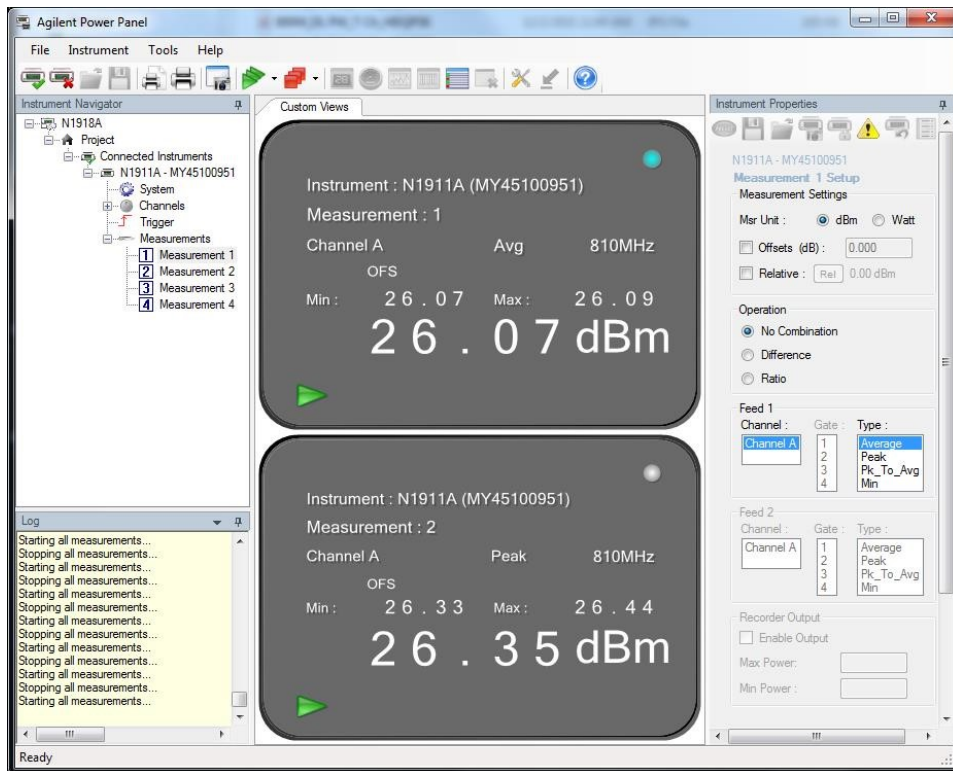 Agilent Power Panel
File Instrument Tools Help
Instrument Navigator
N1918A
Project
Connected Instruments
N1911A - MY45100951
System
Channels
Trigger
Measurements
1 Measurement 1
2 Measurement 2
3 Measurement 3
4 Measurement 4
Log
Starting all measurements...
Stopping all measurements...
Starting all measurements...
Stopping all measurements...
Starting all measurements...
Stopping all measurements...
Starting all measurements...
Stopping all measurements...
Starting all measurements...
Stopping all measurements...
Starting all measurements...
Stopping all measurements...
Starting all measurements...
Custom Views
Instrument : N1911A (MY45100951)
Measurement : 1
Channel A Avg 810MHz
OFS
Min : 26.07 Max : 26.09
26.07 dBm
Instrument : N1911A (MY45100951)
Measurement : 2
Channel A Peak 810MHz
OFS
Min : 26.33 Max : 26.44
26.35 dBm
Instrument Properties
N1911A - MY45100951
Measurement 1 Setup
Measurement Settings
Msr Unit : dBm Watt
Offsets (dB) : 0.000
Relative : Rel 0.00 dBm
Operation
No Combination
Difference
Ratio
Feed 1
Channel : Gate : Type :
Channel A 1 Average
2 Peak
3 Pk_To_Avg
4 Min
Feed 2
Channel : Gate : Type :
Channel A 1 Average
2 Peak
3 Pk_To_Avg
4 Min
Recorder Output
Enable Output
Max Power:
Min Power :
Ready